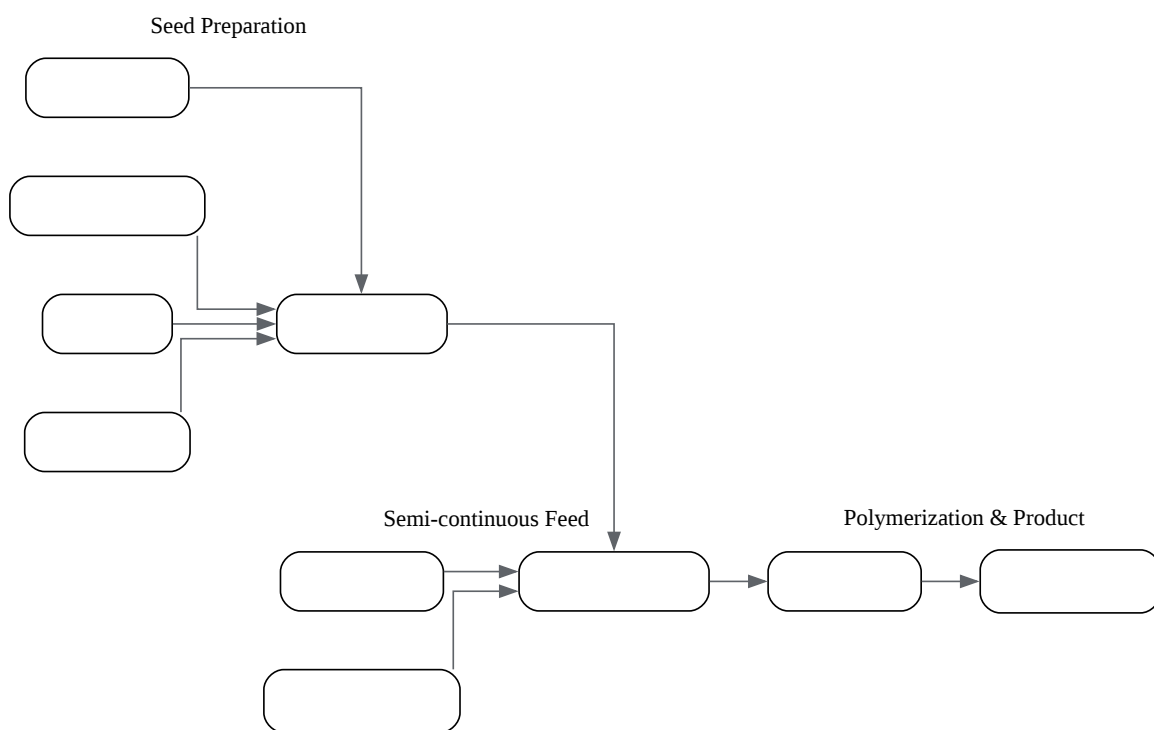 Seed Preparation
Semi-continuous Feed
Polymerization & Product